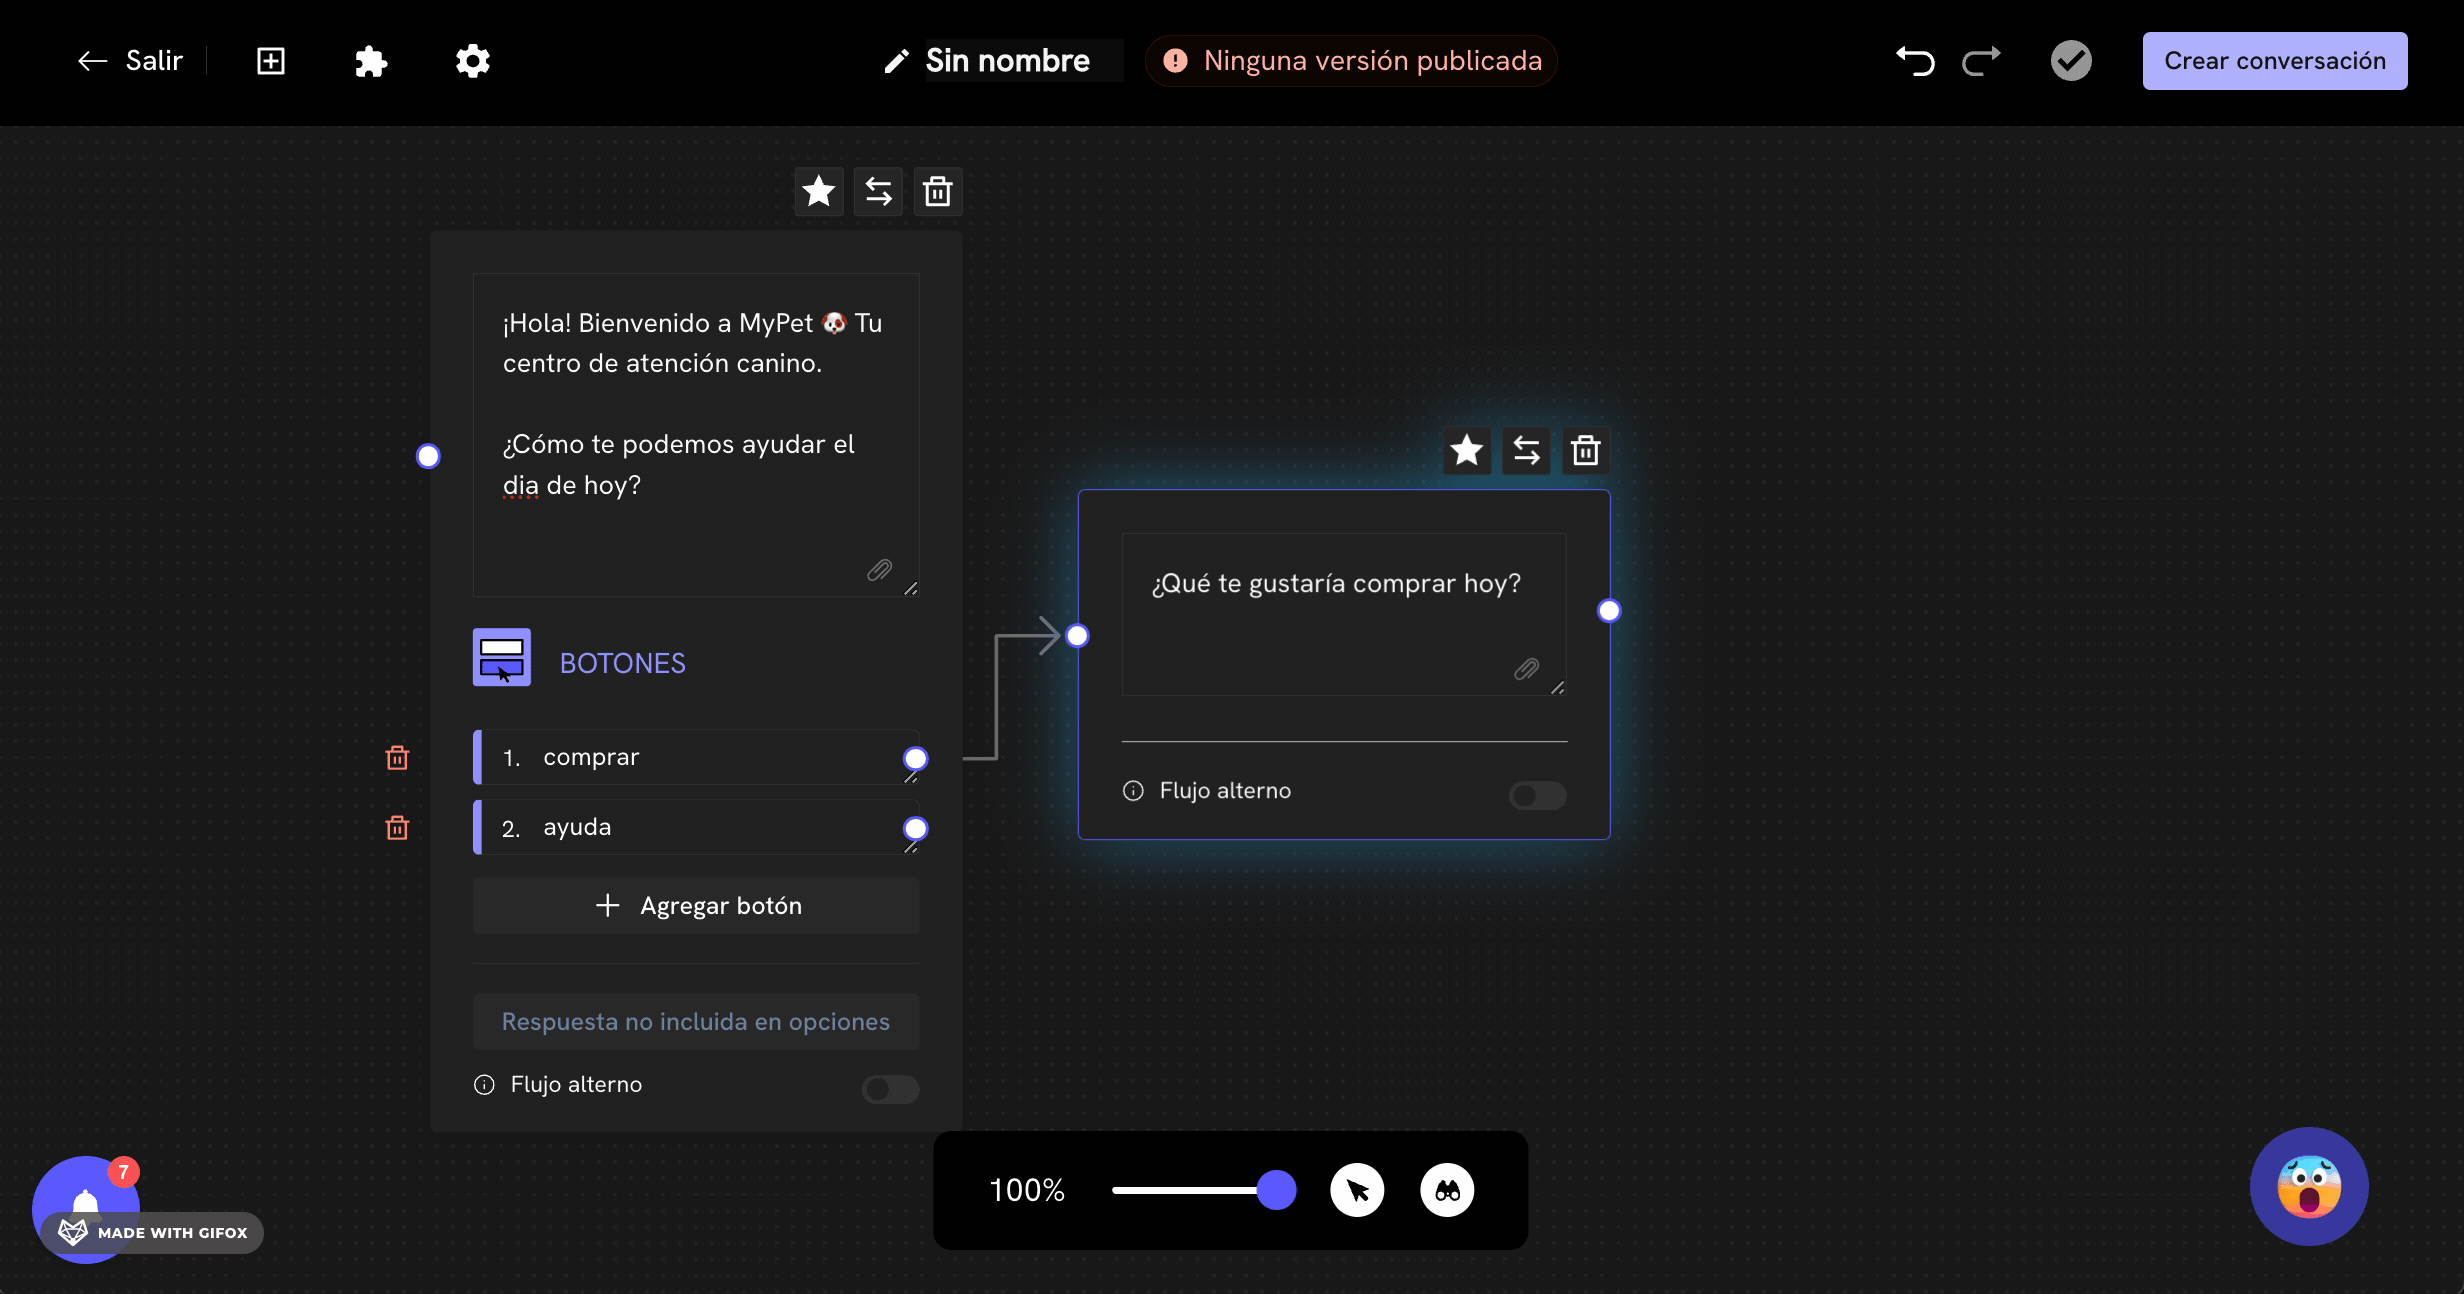 Salir
Sin nombre
Ninguna versión publicada
Crear conversación
¡Hola! Bienvenido a MyPet 🐶 Tu
centro de atención canino.
¿Cómo te podemos ayudar el
dia de hoy?
BOTONES
1. comprar
2. ayuda
Agregar botón
Respuesta no incluida en opciones
Flujo alterno
¿Qué te gustaría comprar hoy?
Flujo alterno
100%
7
MADE WITH GIFOX